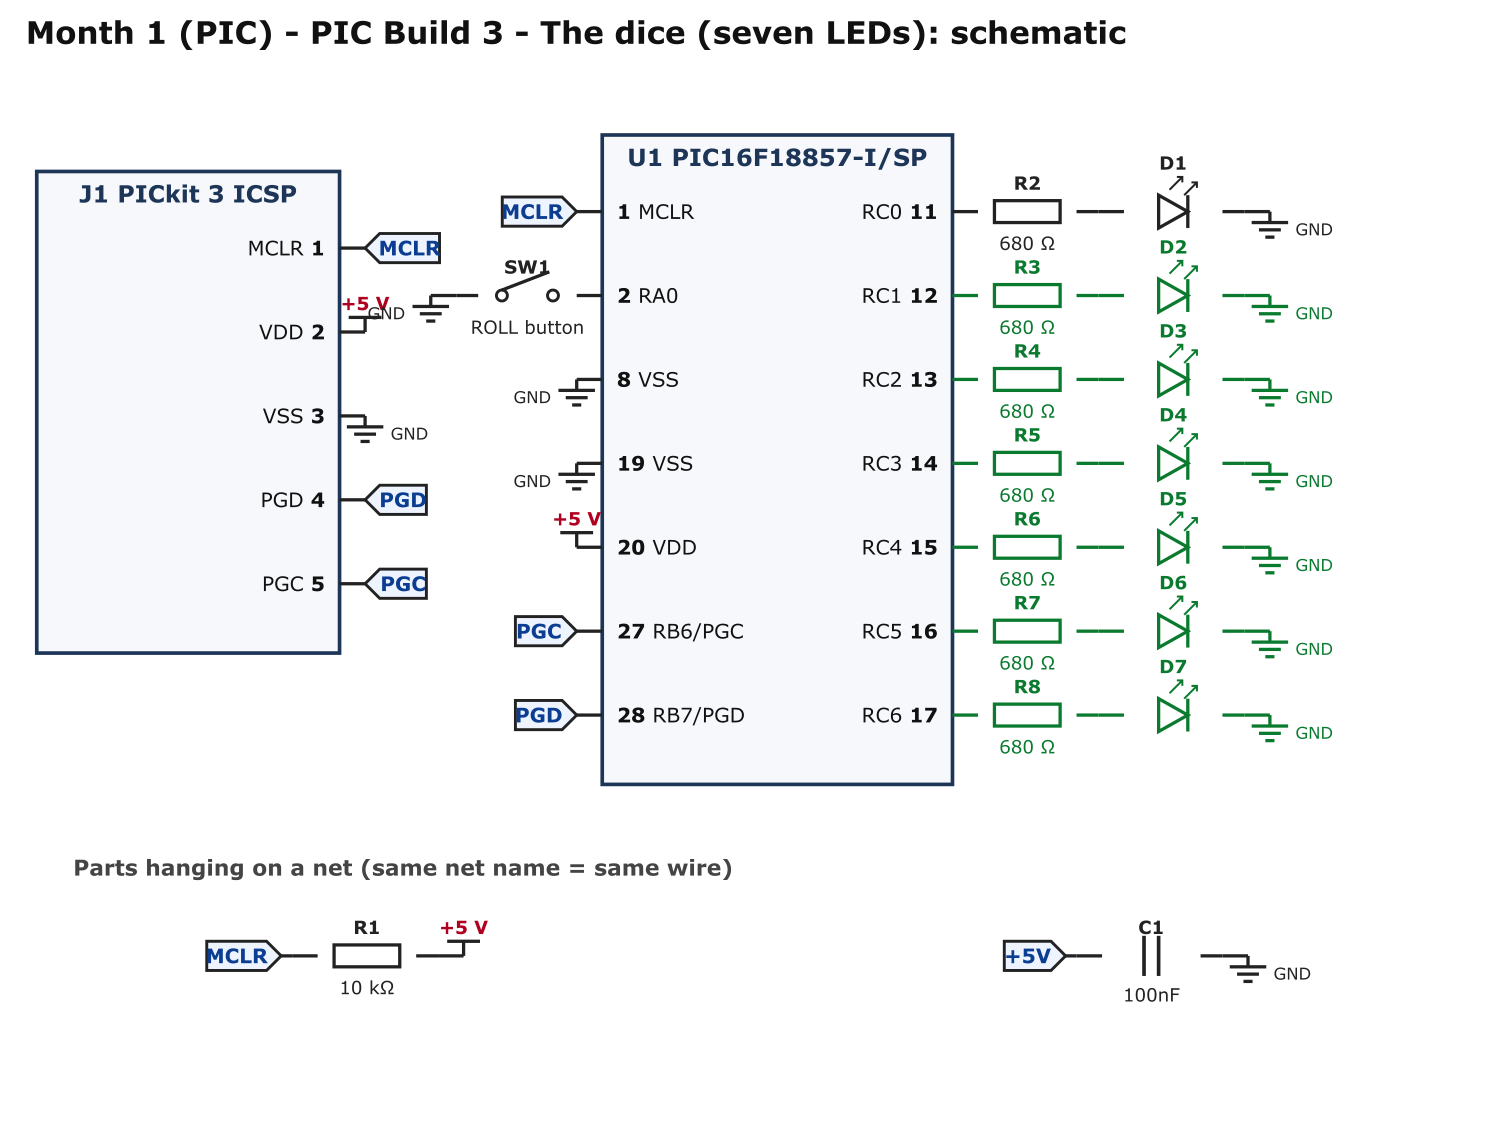 Month 1 (PIC) - PIC Build 3 - The dice (seven LEDs): schematic
J1 PICkit 3 ICSP
MCLR 1
MCLR
VDD 2
+5 V
VSS 3
GND
PGD 4
PGD
PGC 5
PGC
U1 PIC16F18857-I/SP
MCLR
1 MCLR
GND
SW1
ROLL button
2 RA0
GND
8 VSS
GND
19 VSS
+5 V
20 VDD
PGC
27 RB6/PGC
PGD
28 RB7/PGD
RC0 11
R2
680 Ω
D1
GND
RC1 12
R3
680 Ω
D2
GND
RC2 13
R4
680 Ω
D3
GND
RC3 14
R5
680 Ω
D4
GND
RC4 15
R6
680 Ω
D5
GND
RC5 16
R7
680 Ω
D6
GND
RC6 17
R8
680 Ω
D7
GND
Parts hanging on a net (same net name = same wire)
MCLR
R1
10 kΩ
+5 V
+5V
C1
100nF
GND